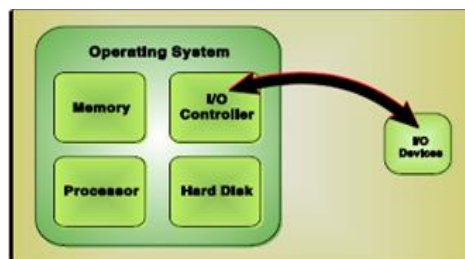 Operating System
Memory
I/O
Controller
I/O
Devices
Processor
Hard Disk